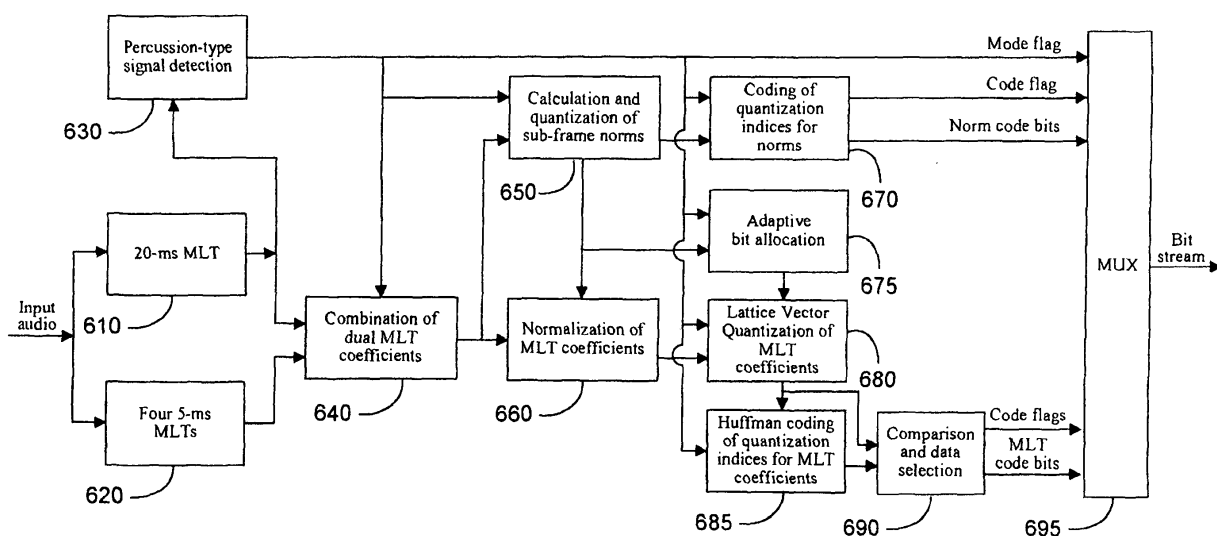 Percussion-type
signal detection
630
Mode flag
Calculation and
quantization of
sub-frame norms
650
Coding of
quantization
indices for
norms
670
Code flag
Norm code bits
Adaptive
bit allocation
675
20-ms MLT
610
Input
audio
Four 5-ms
MLTs
620
Combination of
dual MLT
coefficients
640
Normalization of
MLT coefficients
660
Lattice Vector
Quantization of
MLT
coefficients
680
Huffman coding
of quantization
indices for MLT
coefficients
685
Comparison
and data
selection
690
Code flags
MLT
code bits
MUX
695
Bit
stream